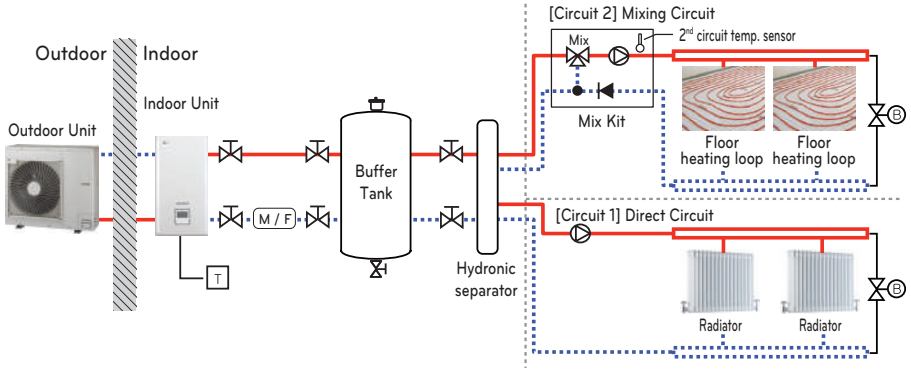 Outdoor
Indoor
Outdoor Unit
Indoor Unit
T
M / F
Buffer
Tank
Hydronic
separator
[Circuit 2] Mixing Circuit
Mix
2nd circuit temp. sensor
Mix Kit
Floor
heating loop
Floor
heating loop
B
[Circuit 1] Direct Circuit
Radiator
Radiator
B